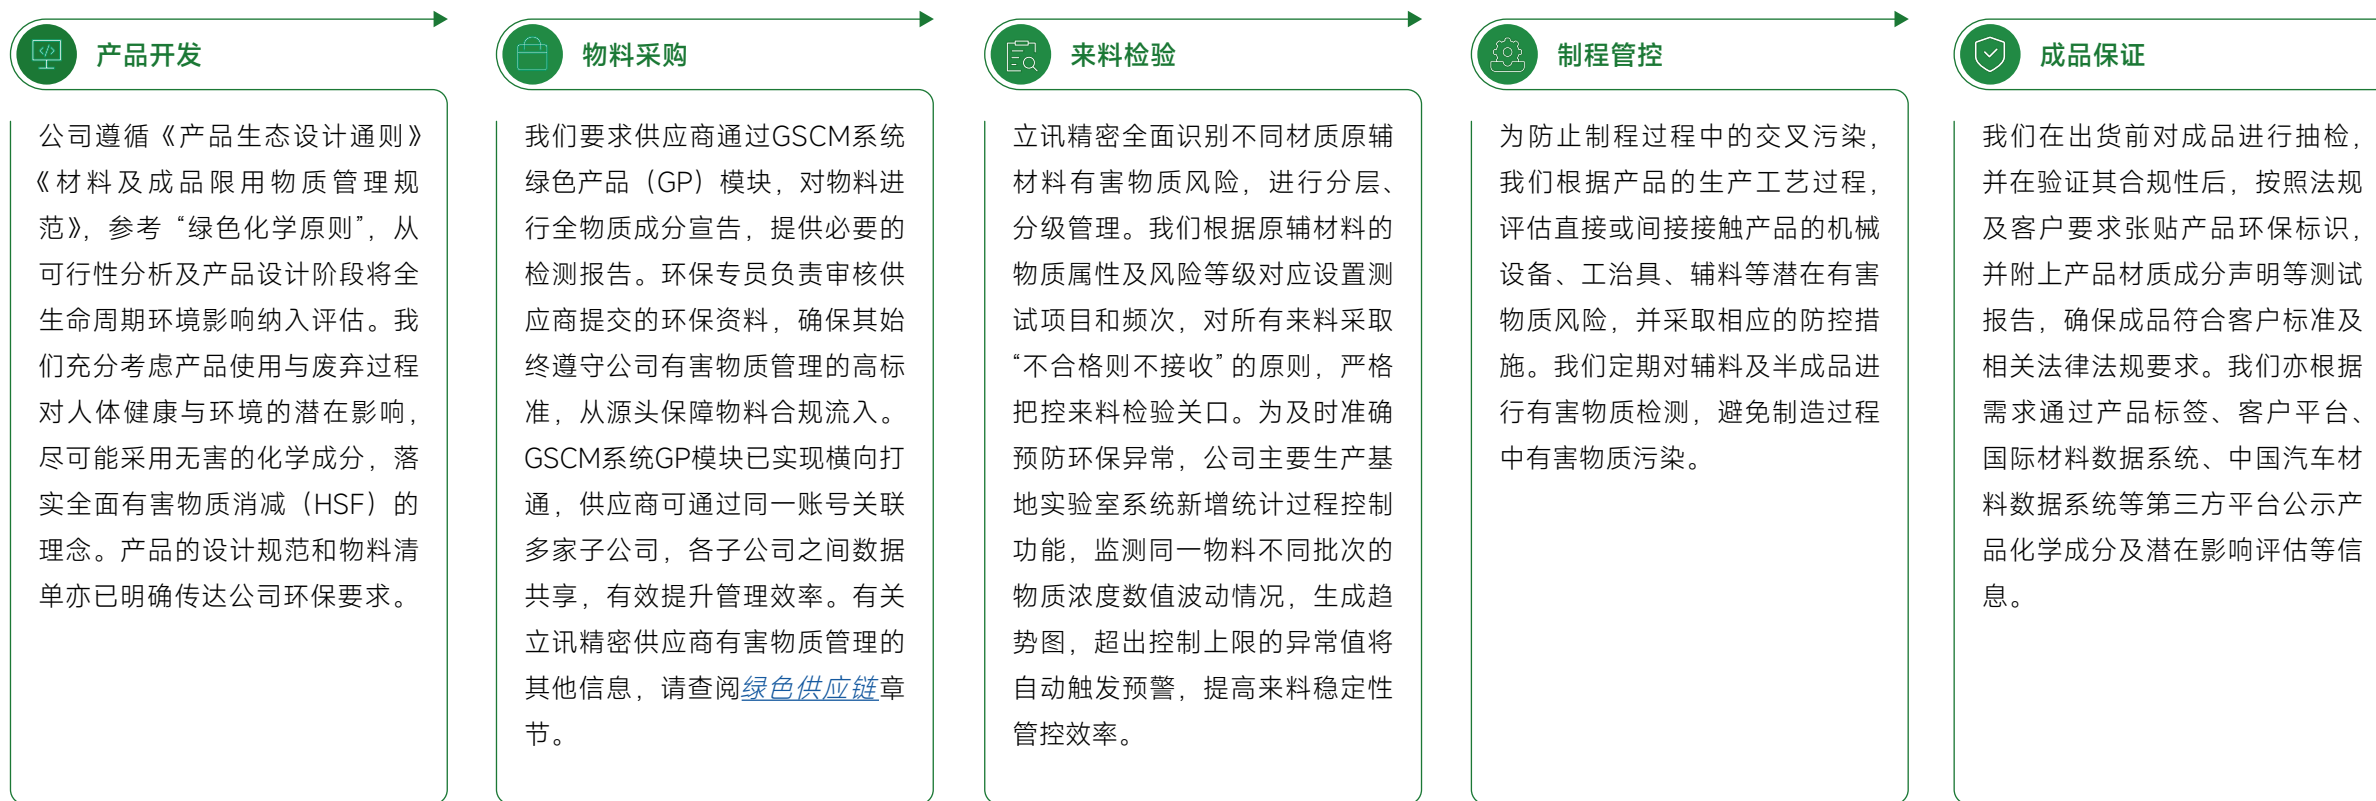 产品开发
公司遵循《产品生态设计通则》
《材料及成品限用物质管理规
范》，参考“绿色化学原则”，从
可行性分析及产品设计阶段将全
生命周期环境影响纳入评估。我
们充分考虑产品使用与废弃过程
对人体健康与环境的潜在影响，
尽可能采用无害的化学成分，落
实全面有害物质消减（HSF）的
理念。产品的设计规范和物料清
单亦已明确传达公司环保要求。
物料采购
我们要求供应商通过GSCM系统
绿色产品（GP）模块，对物料进
行全物质成分宣告，提供必要的
检测报告。环保专员负责审核供
应商提交的环保资料，确保其始
终遵守公司有害物质管理的高标
准，从源头保障物料合规流入。
GSCM系统GP模块已实现横向打
通，供应商可通过同一账号关联
多家子公司，各子公司之间数据
共享，有效提升管理效率。有关
立讯精密供应商有害物质管理的
其他信息，请查阅绿色供应链章
节。
来料检验
立讯精密全面识别不同材质原辅
材料有害物质风险，进行分层、
分级管理。我们根据原辅材料的
物质属性及风险等级对应设置测
试项目和频次，对所有来料采取
“不合格则不接收”的原则，严格
把控来料检验关口。为及时准确
预防环保异常，公司主要生产基
地实验室系统新增统计过程控制
功能，监测同一物料不同批次的
物质浓度数值波动情况，生成趋
势图，超出控制上限的异常值将
自动触发预警，提高来料稳定性
管控效率。
制程管控
为防止制程过程中的交叉污染，
我们根据产品的生产工艺过程，
评估直接或间接接触产品的机械
设备、工治具、辅料等潜在有害
物质风险，并采取相应的防控措
施。我们定期对辅料及半成品进
行有害物质检测，避免制造过程
中有害物质污染。
成品保证
我们在出货前对成品进行抽检，
并在验证其合规性后，按照法规
及客户要求张贴产品环保标识，
并附上产品材质成分声明等测试
报告，确保成品符合客户标准及
相关法律法规要求。我们亦根据
需求通过产品标签、客户平台、
国际材料数据系统、中国汽车材
料数据系统等第三方平台公示产
品化学成分及潜在影响评估等信
息。